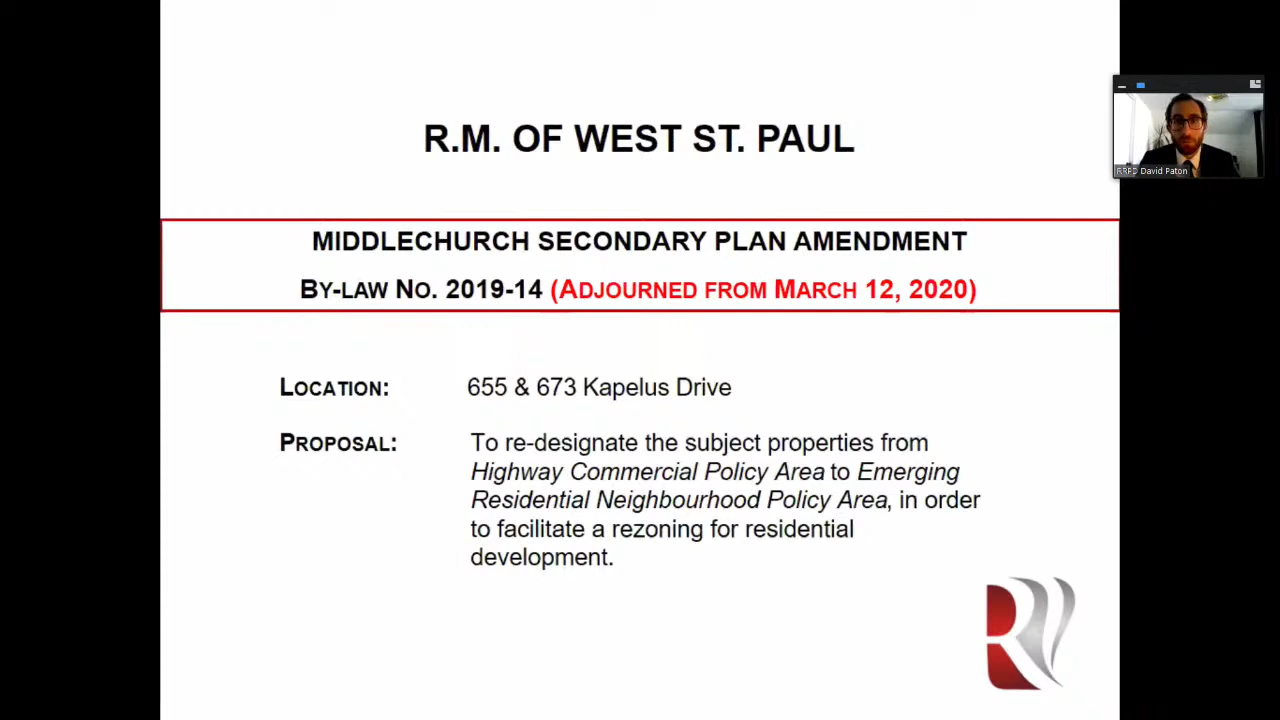 R.M. OF WEST ST. PAUL
MIDDLECHURCH SECONDARY PLAN AMENDMENT
BY-LAW NO. 2019-14 (ADJOURNED FROM MARCH 12, 2020)
LOCATION: 655 & 673 Kapelus Drive
PROPOSAL: To re-designate the subject properties from
Highway Commercial Policy Area to Emerging
Residential Neighbourhood Policy Area, in order
to facilitate a rezoning for residential
development.
David Paton